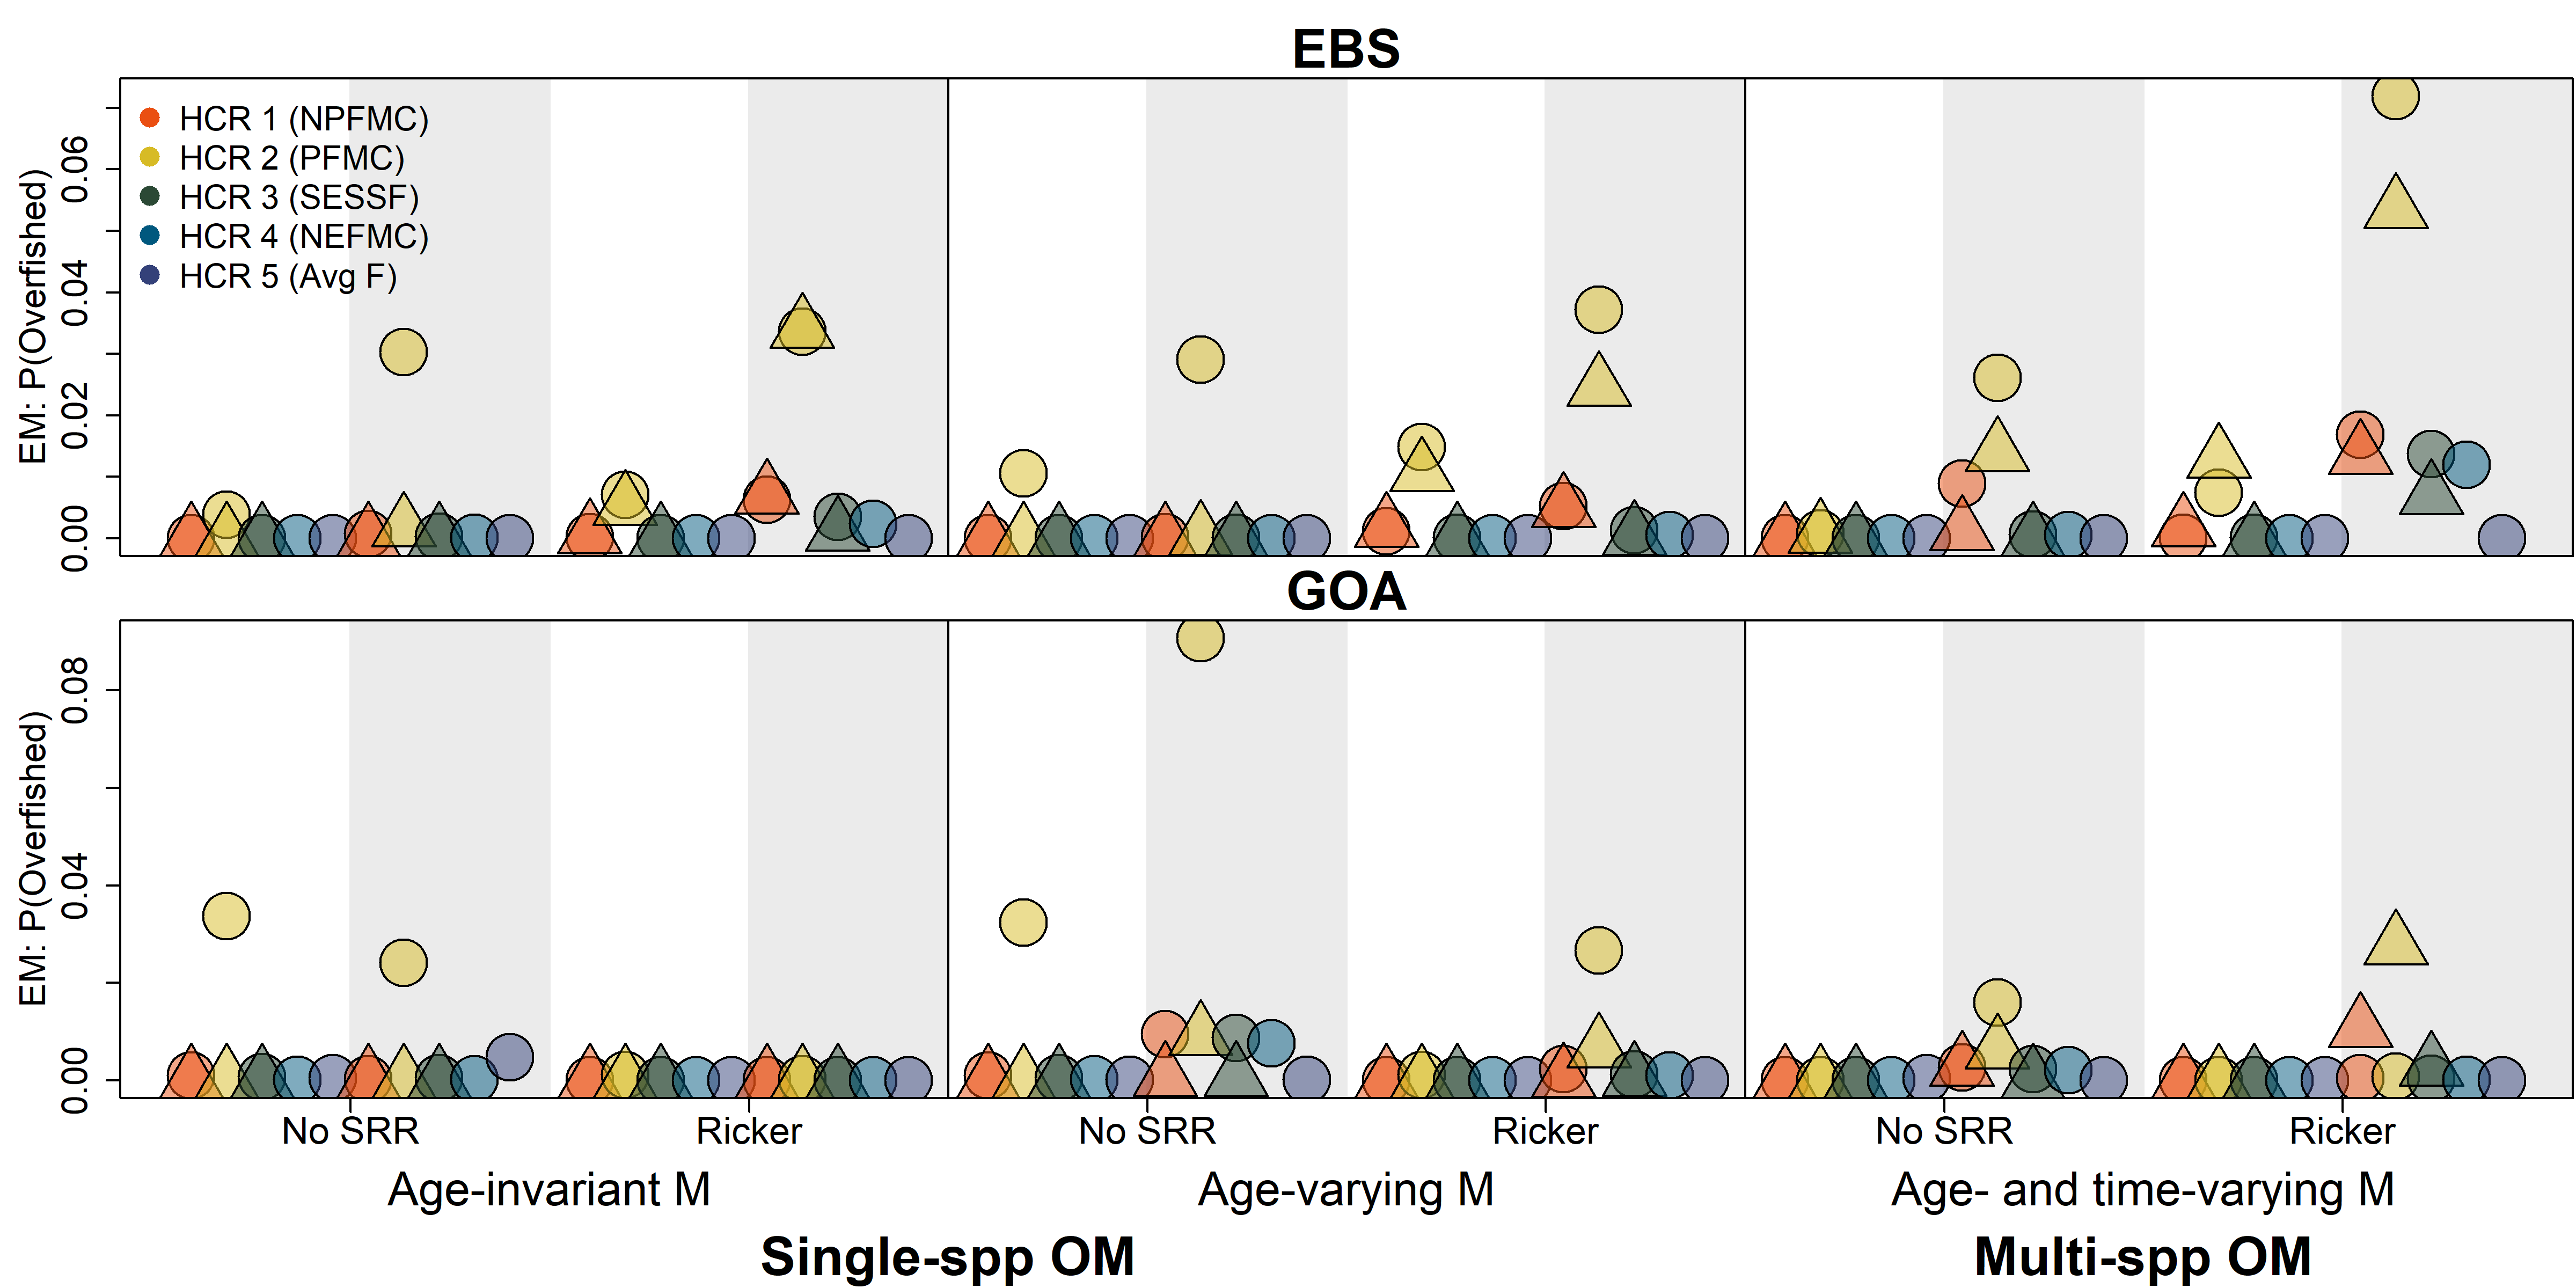 EBS
EM: P(Overfished)
0.06
0.04
0.02
0.00
HCR 1 (NPFMC)
HCR 2 (PFMC)
HCR 3 (SESSF)
HCR 4 (NEFMC)
HCR 5 (Avg F)
GOA
EM: P(Overfished)
0.08
0.04
0.00
No SRR Ricker No SRR Ricker No SRR Ricker
Age-invariant M Age-varying M Age- and time-varying M
Single-spp OM Multi-spp OM